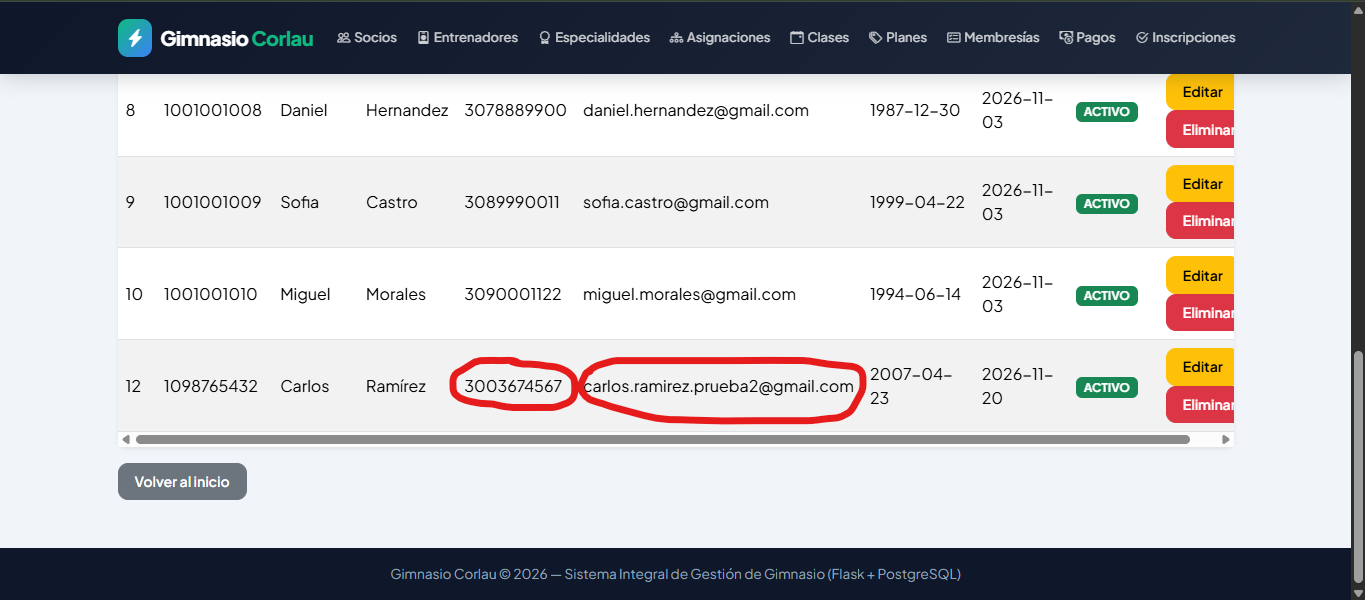 Gimnasio Corlau Socios Entrenadores Especialidades Asignaciones Clases Planes Membresías Pagos Inscripciones
8 1001001008 Daniel Hernandez 3078889900 daniel.hernandez@gmail.com 1987-12-30 2026-11-03 ACTIVO Editar Eliminar
9 1001001009 Sofia Castro 3089990011 sofia.castro@gmail.com 1999-04-22 2026-11-03 ACTIVO Editar Eliminar
10 1001001010 Miguel Morales 3090001122 miguel.morales@gmail.com 1994-06-14 2026-11-03 ACTIVO Editar Eliminar
12 1098765432 Carlos Ramírez 3003674567 carlos.ramirez.prueba2@gmail.com 2007-04-23 2026-11-20 ACTIVO Editar Eliminar
Volver al inicio
Gimnasio Corlau © 2026 — Sistema Integral de Gestión de Gimnasio (Flask + PostgreSQL)